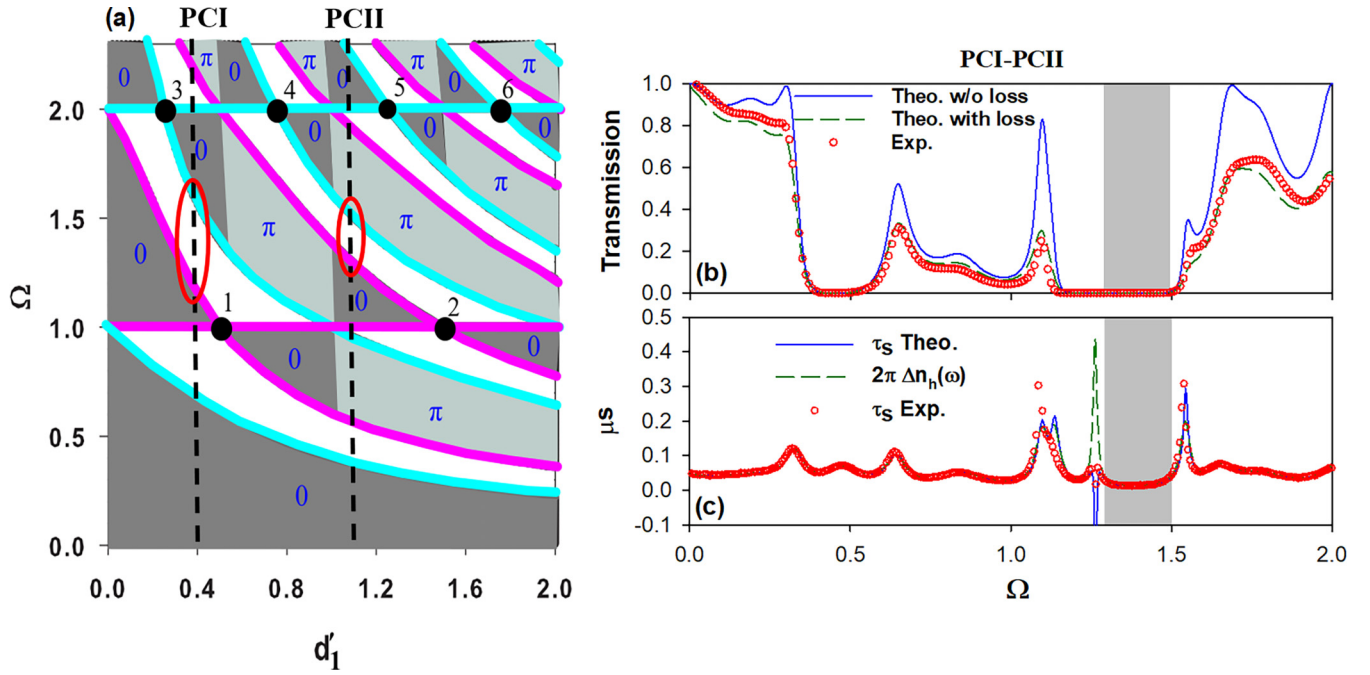 (a)
PCI
PCII
0
π
0
π
0
π
0
π
3
4
5
6
2.0
0
0
0
0
π
π
π
1.5
0
0
1
2
1.0
0
0
π
0.5
0
0.0
Ω
0.0
0.4
0.8
1.2
1.6
2.0
d′₁
PCI-PCII
1.0
0.8
0.6
0.4
0.2
0.0
Transmission
Theo. w/o loss
Theo. with loss
Exp.
(b)
0.5
0.4
0.3
0.2
0.1
0.0
-0.1
μs
τS Theo.
2π Δnh(ω)
τS Exp.
(c)
0.0
0.5
1.0
1.5
2.0
Ω